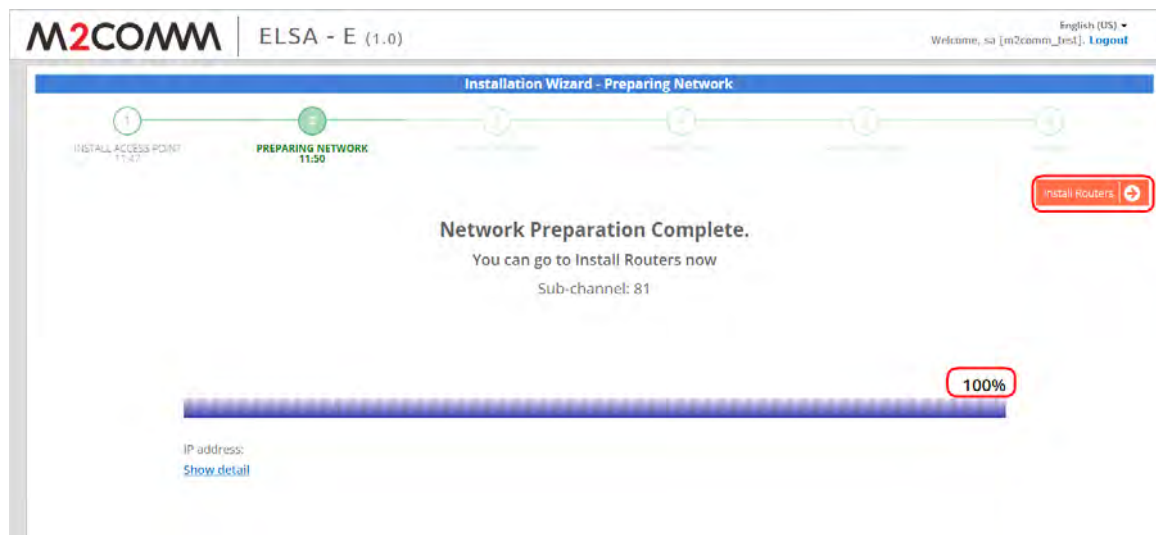 M2COMM ELSA - E (1.0)
English (US)
Welcome, sa [m2comm_test]. Logout
Installation Wizard - Preparing Network
1
INSTALL ACCESS POINT
11:47
PREPARING NETWORK
11:50
Install Routers
Network Preparation Complete.
You can go to Install Routers now
Sub-channel: 81
100%
IP address:
Show detail